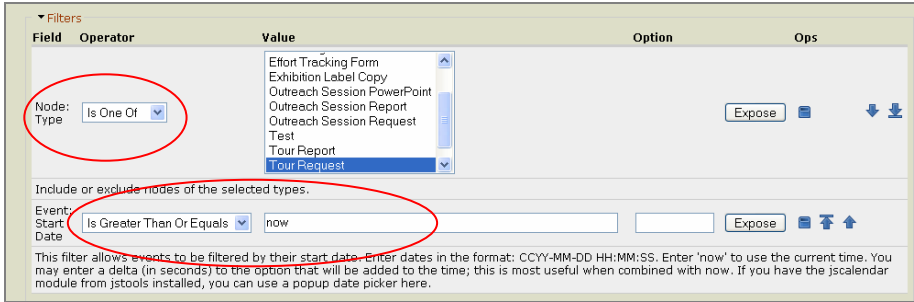 Filters
Field Operator Value Option Ops
Effort Tracking Form
Exhibition Label Copy
Outreach Session PowerPoint
Outreach Session Report
Node: Type Is One Of Outreach Session Request Expose
Test
Tour Report
Tour Request
Include or exclude nodes of the selected types.
Event: Start Date Is Greater Than Or Equals now Expose
This filter allows events to be filtered by their start date. Enter dates in the format: CCYY-MM-DD HH:MM:SS. Enter 'now' to use the current time. You
may enter a delta (in seconds) to the option that will be added to the time; this is most useful when combined with now. If you have the jscalendar
module from jstools installed, you can use a popup date picker here.